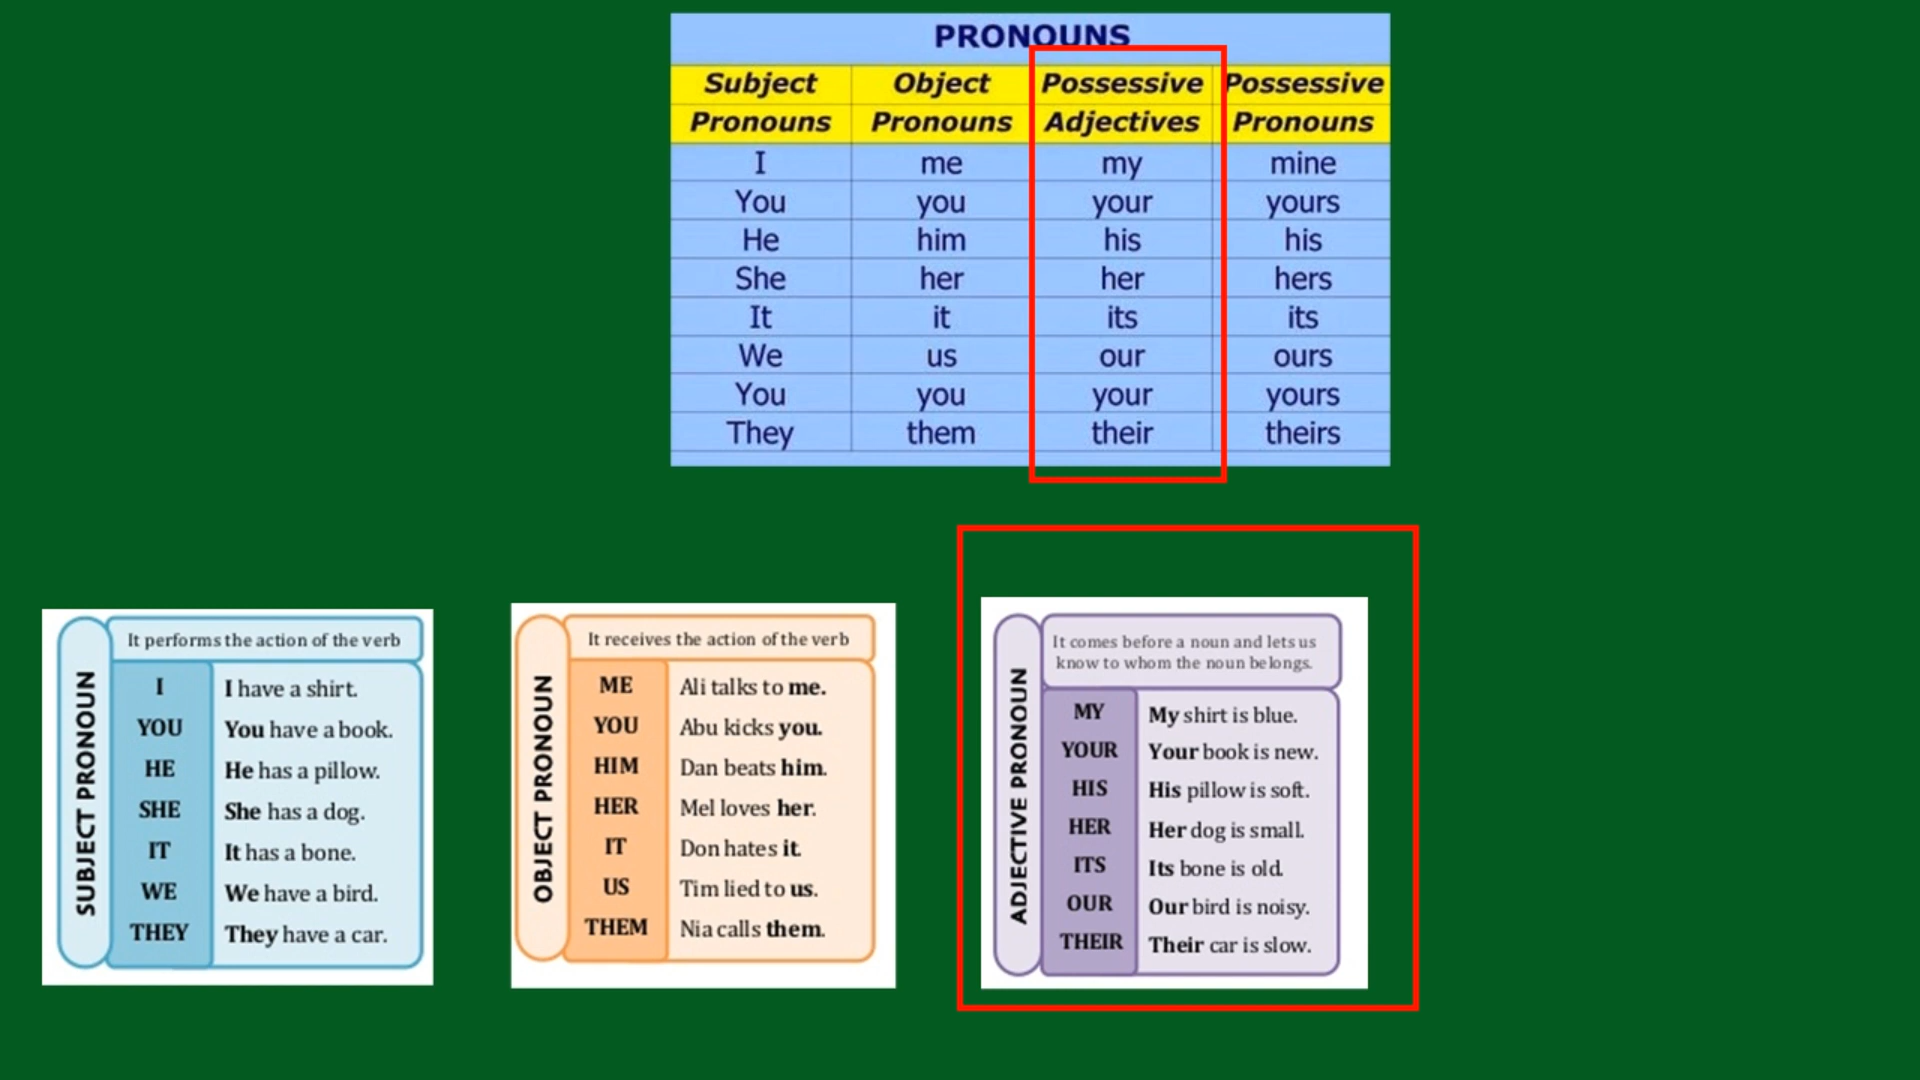 PRONOUNS
Subject Object Possessive Possessive
Pronouns Pronouns Adjectives Pronouns
I me my mine
You you your yours
He him his his
She her her hers
It it its its
We us our ours
You you your yours
They them their theirs
SUBJECT PRONOUN
It performs the action of the verb
I I have a shirt.
YOU You have a book.
HE He has a pillow.
SHE She has a dog.
IT It has a bone.
WE We have a bird.
THEY They have a car.
OBJECT PRONOUN
It receives the action of the verb
ME Ali talks to me.
YOU Abu kicks you.
HIM Dan beats him.
HER Mel loves her.
IT Don hates it.
US Tim lied to us.
THEM Nia calls them.
ADJECTIVE PRONOUN
It comes before a noun and lets us
know to whom the noun belongs.
MY My shirt is blue.
YOUR Your book is new.
HIS His pillow is soft.
HER Her dog is small.
ITS Its bone is old.
OUR Our bird is noisy.
THEIR Their car is slow.